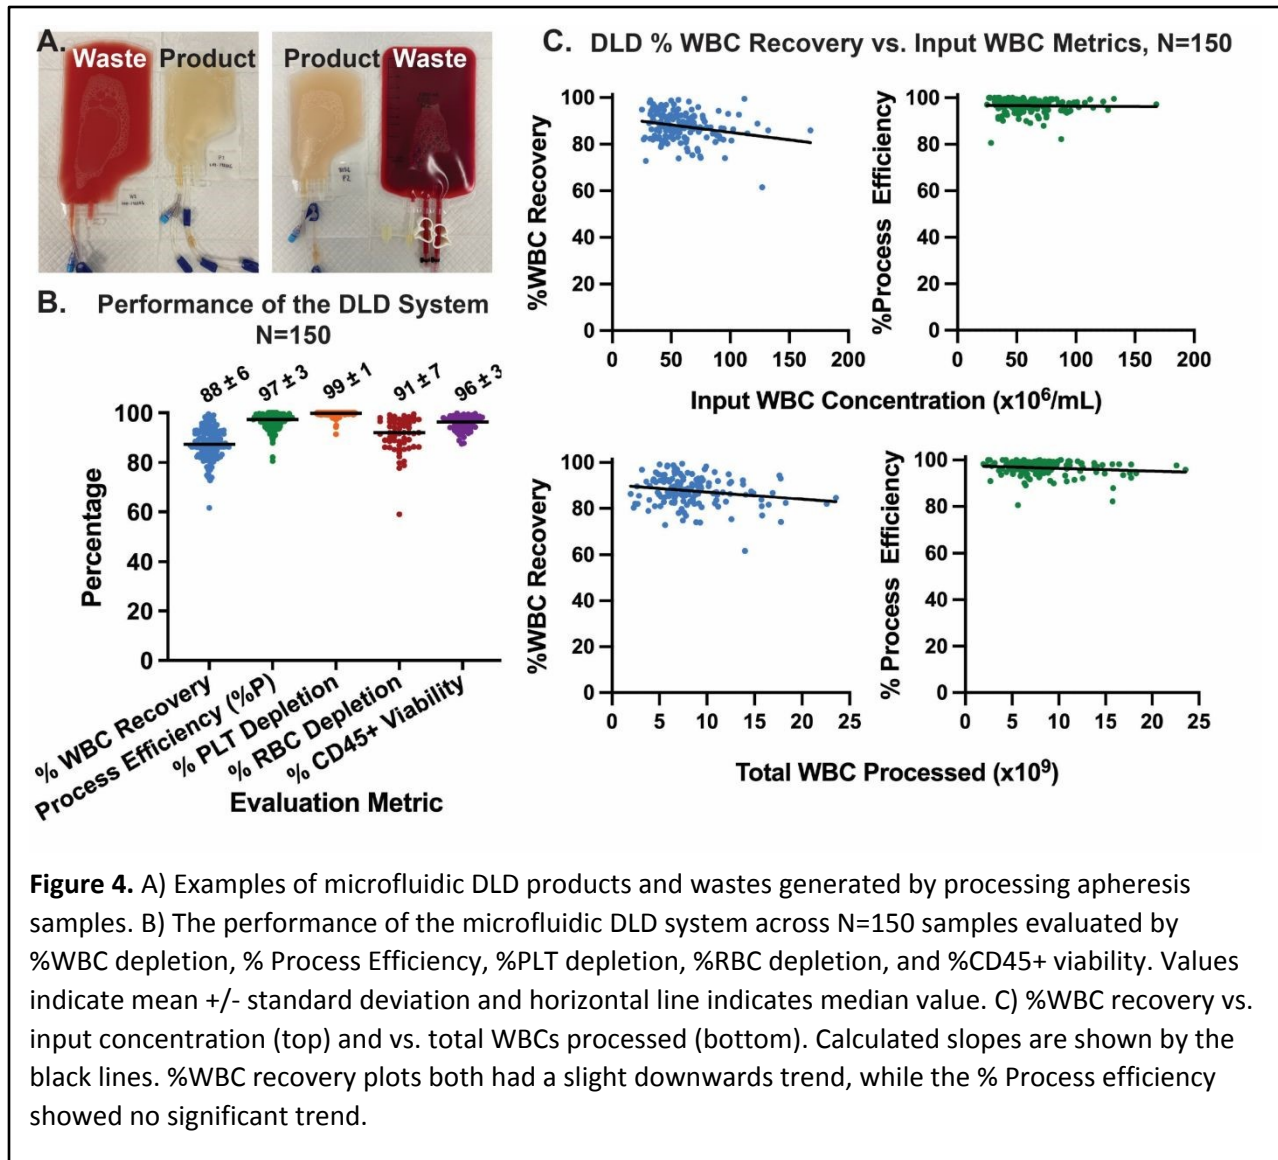 A.
Waste Product
Product Waste
B. Performance of the DLD System
N=150
88 ± 6
97 ± 3
99 ± 1
91 ± 7
96 ± 3
Percentage
100
80
60
40
20
0
% WBC Recovery
Process Efficiency (%P)
% PLT Depletion
% RBC Depletion
% CD45+ Viability
Evaluation Metric
C. DLD % WBC Recovery vs. Input WBC Metrics, N=150
%WBC Recovery
100
80
60
40
20
0
0 50 100 150 200
%Process Efficiency
100
80
60
40
20
0
0 50 100 150 200
Input WBC Concentration (x10⁶/mL)
%WBC Recovery
100
80
60
40
20
0
0 5 10 15 20 25
% Process Efficiency
100
80
60
40
20
0
0 5 10 15 20 25
Total WBC Processed (x10⁹)
Figure 4. A) Examples of microfluidic DLD products and wastes generated by processing apheresis
samples. B) The performance of the microfluidic DLD system across N=150 samples evaluated by
%WBC depletion, % Process Efficiency, %PLT depletion, %RBC depletion, and %CD45+ viability. Values
indicate mean +/- standard deviation and horizontal line indicates median value. C) %WBC recovery vs.
input concentration (top) and vs. total WBCs processed (bottom). Calculated slopes are shown by the
black lines. %WBC recovery plots both had a slight downwards trend, while the % Process efficiency
showed no significant trend.